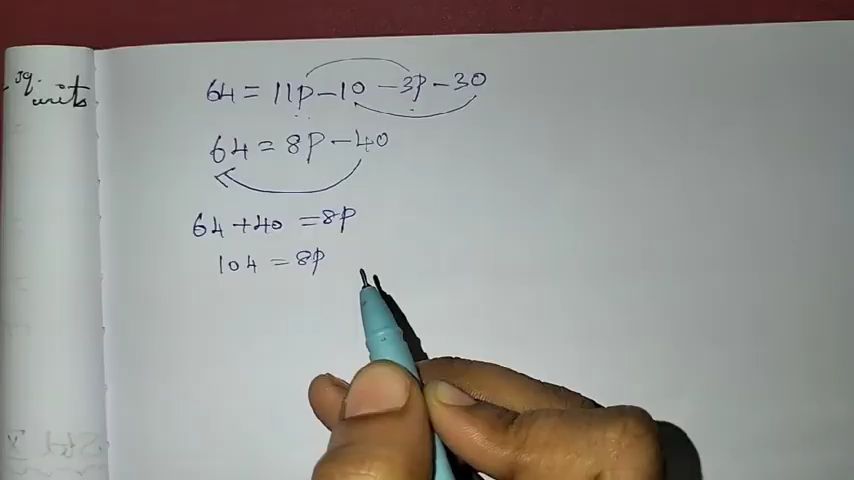 sq.
units
64 = 11p - 10 - 3p - 30
64 = 8p - 40
64 + 40 = 8p
104 = 8p